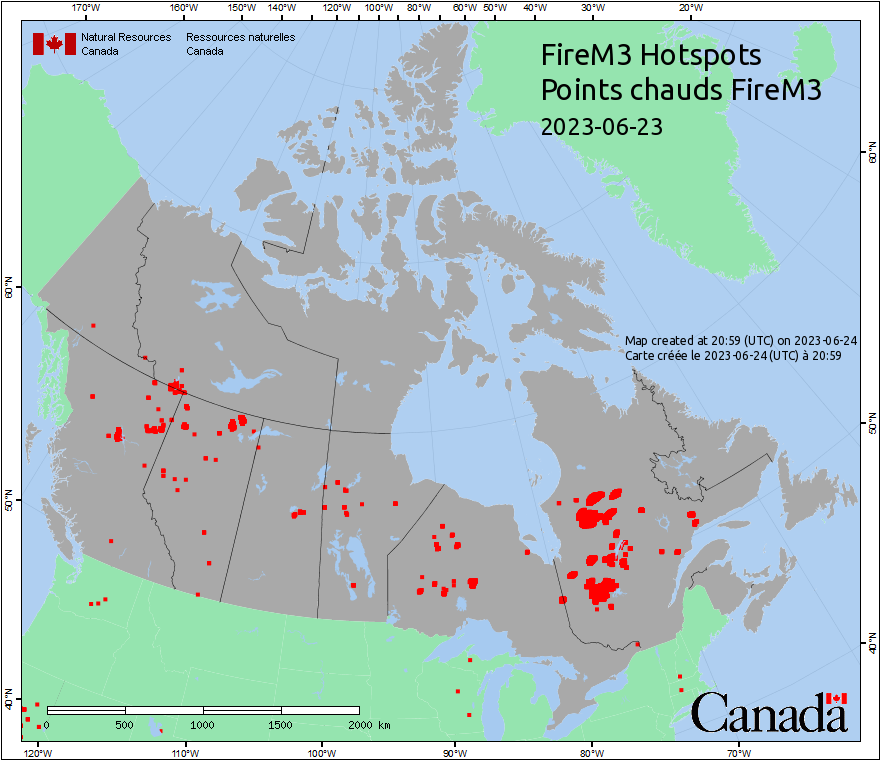 170°W 160°W 150°W 140°W 130°W 120°W 110°W 100°W 90°W 80°W 70°W 60°W 50°W 40°W 30°W 20°W
Natural Resources Canada
Ressources naturelles Canada
FireM3 Hotspots
Points chauds FireM3
2023-06-23
60°N
60°N
Map created at 20:59 (UTC) on 2023-06-24
Carte créée le 2023-06-24 (UTC) à 20:59
50°N
50°N
40°N
40°N
Canada
0 500 1000 1500 2000 km
120°W 110°W 100°W 90°W 80°W 70°W